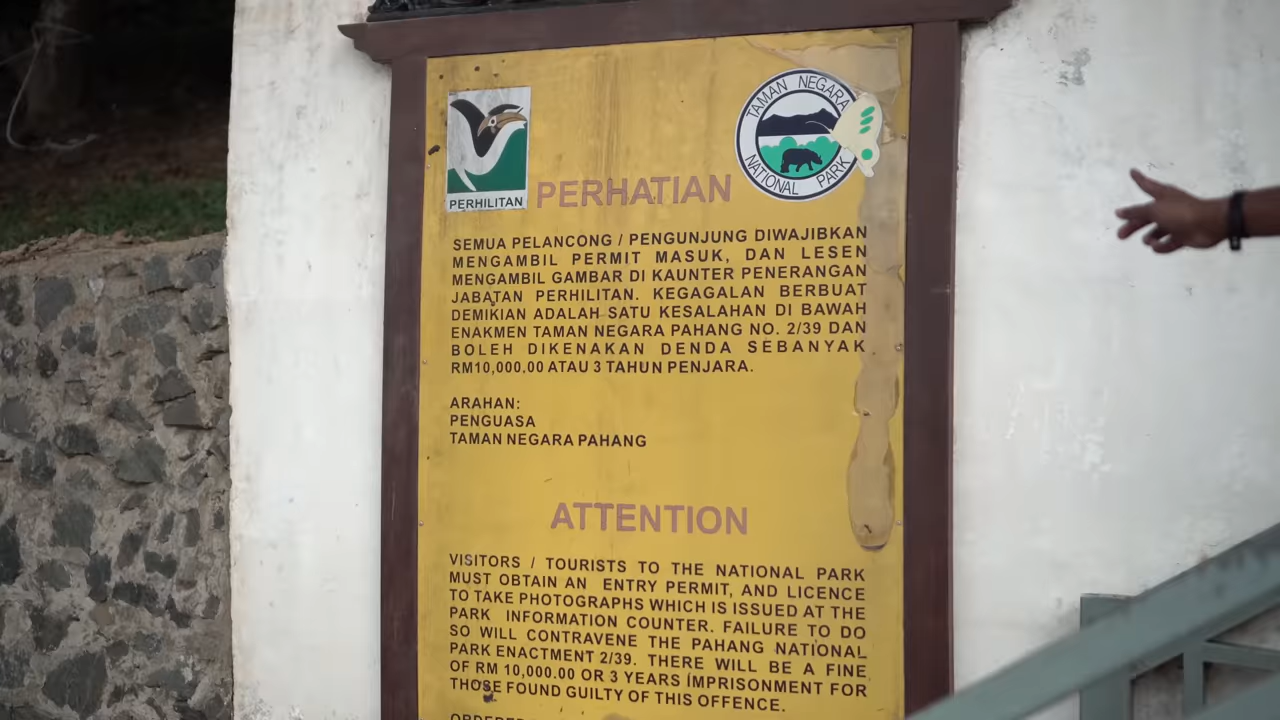 PERHILITAN
TAMAN NEGARA
NATIONAL PARK
PERHATIAN
SEMUA PELANCONG / PENGUNJUNG DIWAJIBKAN
MENGAMBIL PERMIT MASUK, DAN LESEN
MENGAMBIL GAMBAR DI KAUNTER PENERANGAN
JABATAN PERHILITAN. KEGAGALAN BERBUAT
DEMIKIAN ADALAH SATU KESALAHAN DI BAWAH
ENAKMEN TAMAN NEGARA PAHANG NO. 2/39 DAN
BOLEH DIKENAKAN DENDA SEBANYAK
RM10,000.00 ATAU 3 TAHUN PENJARA.
ARAHAN:
PENGUASA
TAMAN NEGARA PAHANG
ATTENTION
VISITORS / TOURISTS TO THE NATIONAL PARK
MUST OBTAIN AN ENTRY PERMIT, AND LICENCE
TO TAKE PHOTOGRAPHS WHICH IS ISSUED AT THE
PARK INFORMATION COUNTER. FAILURE TO DO
SO WILL CONTRAVENE THE PAHANG NATIONAL
PARK ENACTMENT 2/39. THERE WILL BE A FINE
OF RM 10,000.00 OR 3 YEARS IMPRISONMENT FOR
THOSE FOUND GUILTY OF THIS OFFENCE.